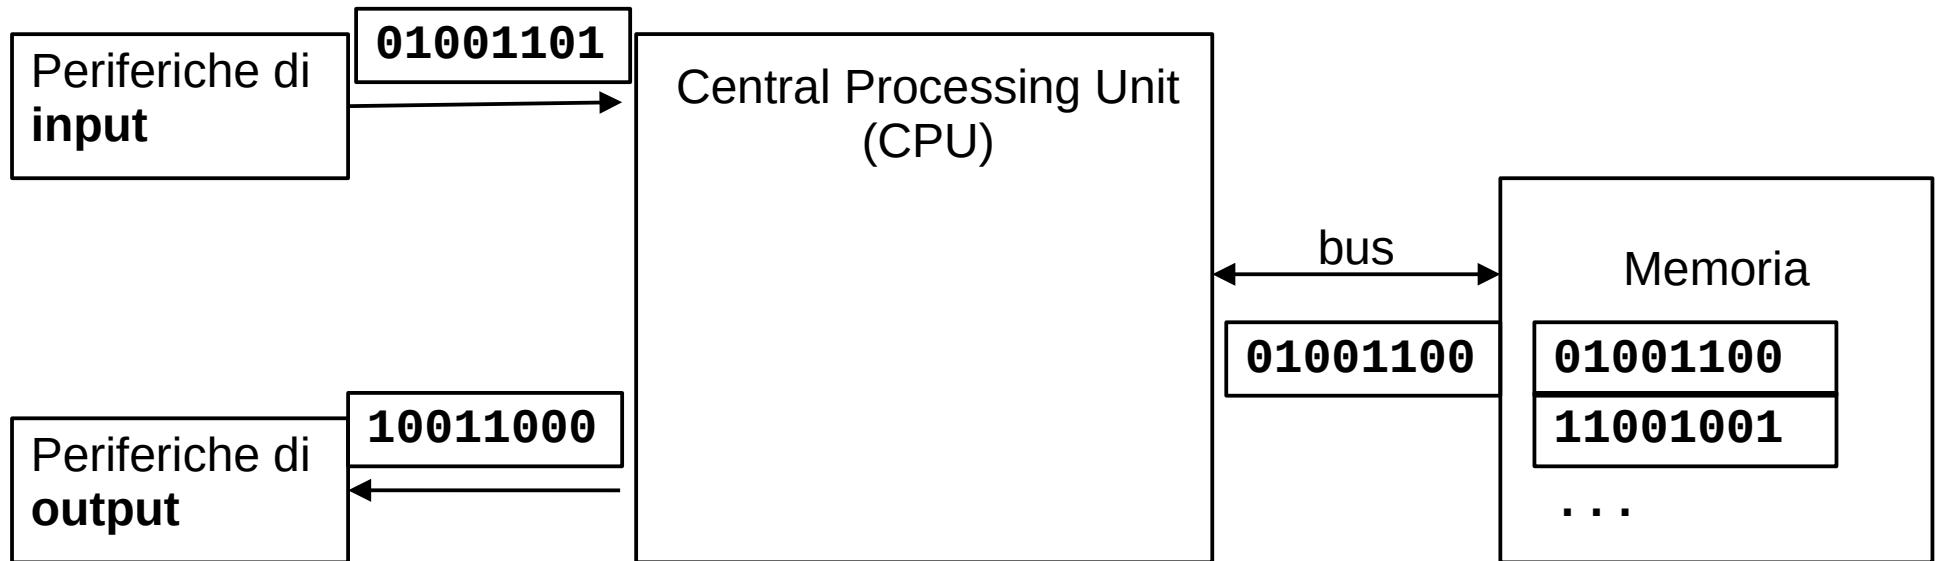 Periferiche di
input
01001101
Central Processing Unit
(CPU)
bus
Memoria
01001100
01001100
11001001
...
Periferiche di
output
10011000